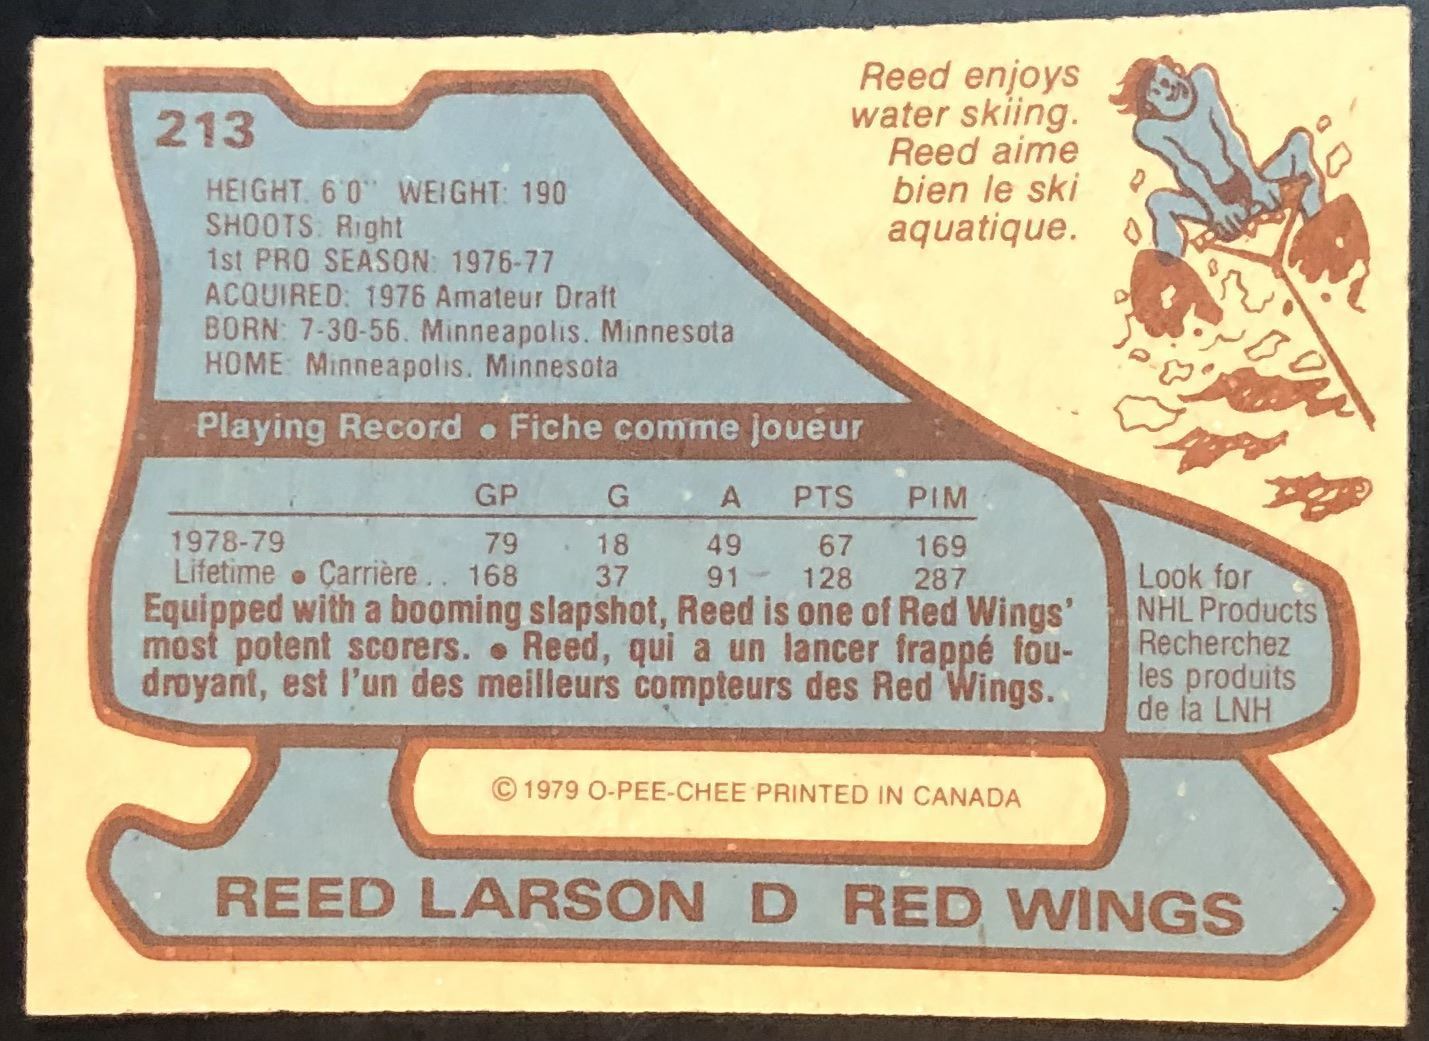 Reed enjoys
water skiing.
Reed aime
bien le ski
aquatique.
213
HEIGHT: 6'0" WEIGHT: 190
SHOOTS: Right
1st PRO SEASON: 1976-77
ACQUIRED: 1976 Amateur Draft
BORN: 7-30-56, Minneapolis, Minnesota
HOME: Minneapolis, Minnesota
Playing Record • Fiche comme joueur
GP G A PTS PIM
1978-79 79 18 49 67 169
Lifetime • Carrière.. 168 37 91 128 287
Equipped with a booming slapshot, Reed is one of Red Wings'
most potent scorers. • Reed, qui a un lancer frappé fou-
droyant, est l'un des meilleurs compteurs des Red Wings.
Look for
NHL Products
Recherchez
les produits
de la LNH
© 1979 O-PEE-CHEE PRINTED IN CANADA
REED LARSON D RED WINGS